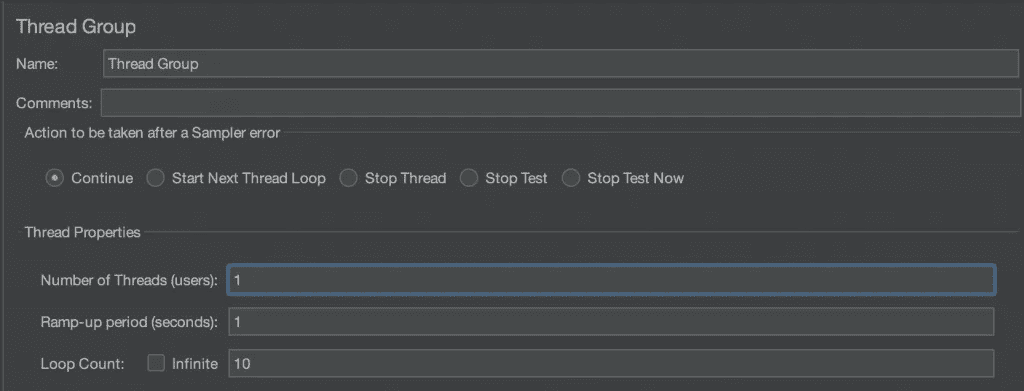 Thread Group
Name: Thread Group
Comments:
Action to be taken after a Sampler error
Continue Start Next Thread Loop Stop Thread Stop Test Stop Test Now
Thread Properties
Number of Threads (users): 1
Ramp-up period (seconds): 1
Loop Count: Infinite 10